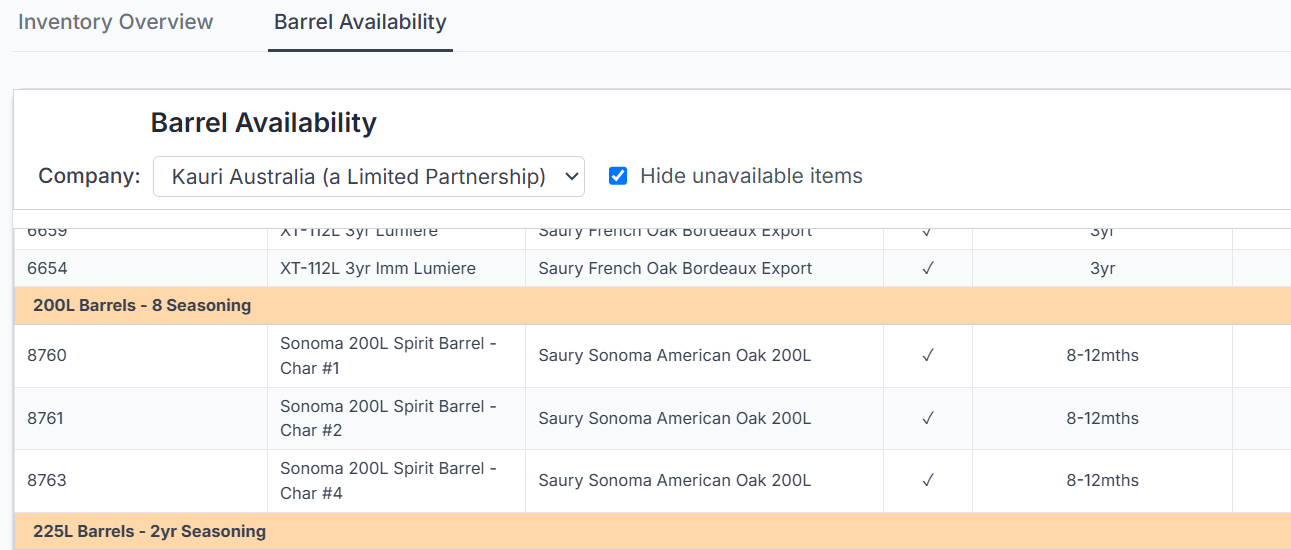 Inventory Overview
Barrel Availability
Barrel Availability
Company:
Kauri Australia (a Limited Partnership)
Hide unavailable items
6659
XT-112L 3yr Lumiere
Saury French Oak Bordeaux Export
✓
3yr
6654
XT-112L 3yr Imm Lumiere
Saury French Oak Bordeaux Export
✓
3yr
200L Barrels - 8 Seasoning
8760
Sonoma 200L Spirit Barrel -
Char #1
Saury Sonoma American Oak 200L
✓
8-12mths
8761
Sonoma 200L Spirit Barrel -
Char #2
Saury Sonoma American Oak 200L
✓
8-12mths
8763
Sonoma 200L Spirit Barrel -
Char #4
Saury Sonoma American Oak 200L
✓
8-12mths
225L Barrels - 2yr Seasoning